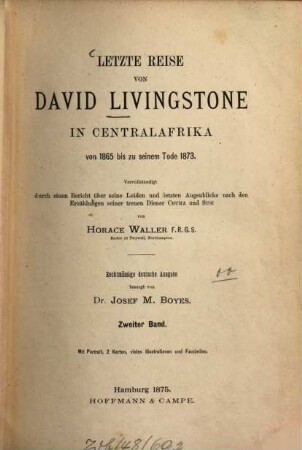 LETZTE REISE
VON
DAVID LIVINGSTONE
IN CENTRALAFRIKA
von 1865 bis zu seinem Tode 1873.
Vervollständigt
durch einen Bericht über seine Leiden und letzten Augenblicke nach den
Erzählungen seiner treuen Diener CHUMA und SUSI
von
HORACE WALLER F.R.G.S.
Rector zu Twywell, Northampton.
Rechtmässige deutsche Ausgabe
besorgt von
Dr. JOSEF M. BOYES.
Zweiter Band.
Mit Portrait, 2 Karten, vielen Illustrationen und Facsimiles.
Hamburg 1875.
HOFFMANN & CAMPE.